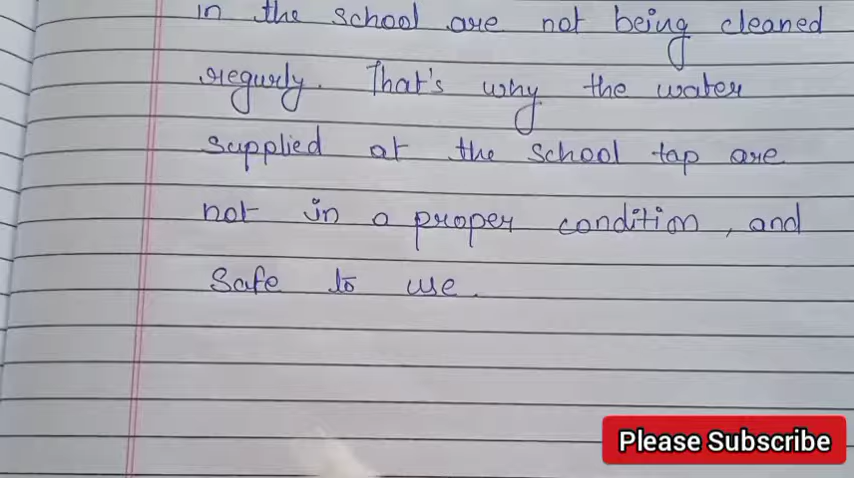 in the school are not being cleaned
regurly. That's why the water
supplied at the school tap are
not in a proper condition, and
safe to use.
Please Subscribe